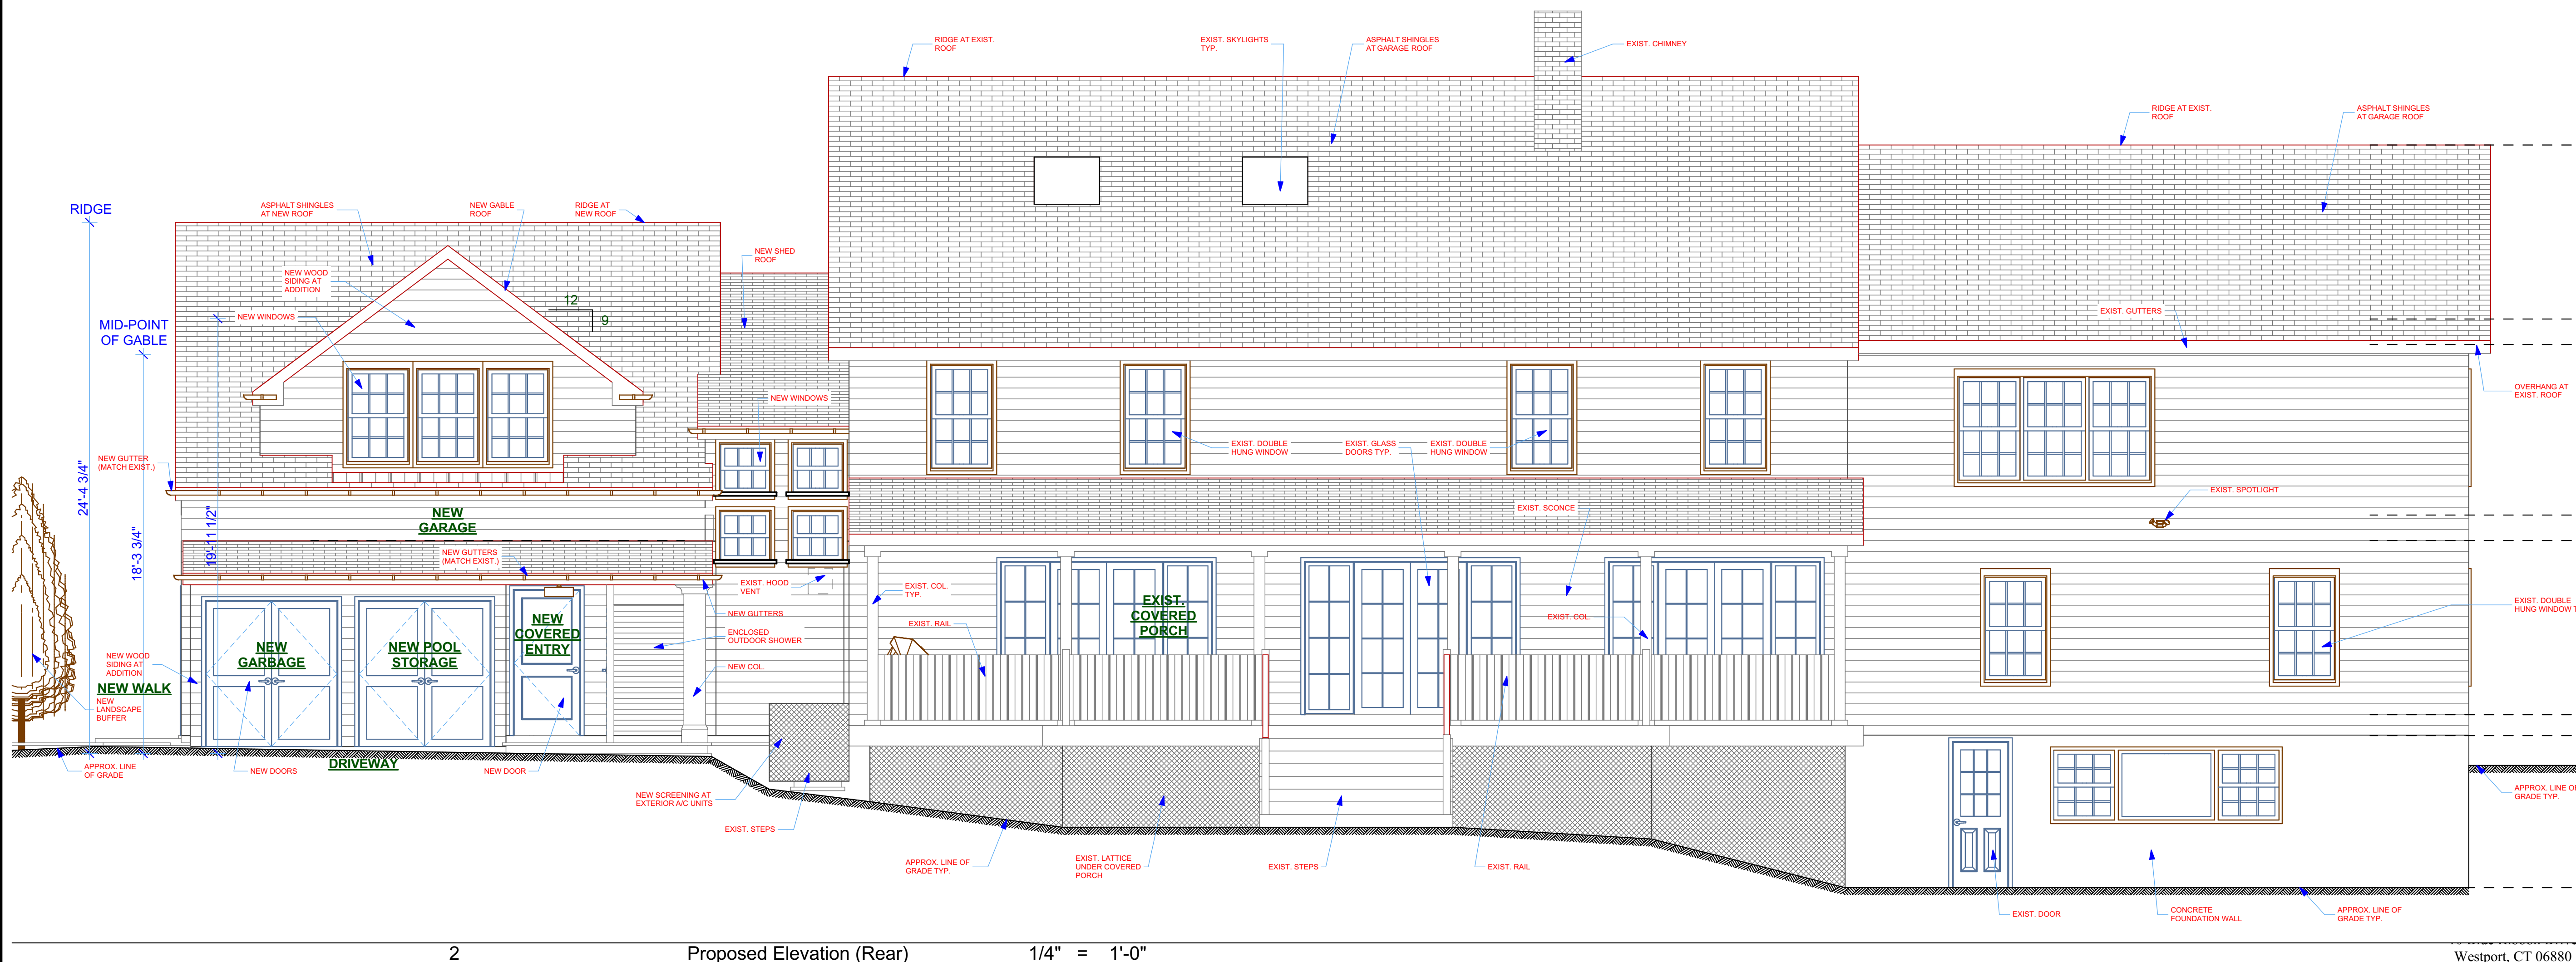 RIDGE AT EXIST.
ROOF
EXIST. SKYLIGHTS
TYP.
ASPHALT SHINGLES
AT GARAGE ROOF
EXIST. CHIMNEY
RIDGE AT EXIST.
ROOF
ASPHALT SHINGLES
AT GARAGE ROOF
RIDGE
ASPHALT SHINGLES
AT NEW ROOF
NEW GABLE
ROOF
RIDGE AT
NEW ROOF
NEW SHED
ROOF
NEW WOOD
SIDING AT
ADDITION
12
9
NEW WINDOWS
MID-POINT
OF GABLE
EXIST. GUTTERS
OVERHANG AT
EXIST. ROOF
NEW WINDOWS
EXIST. DOUBLE
HUNG WINDOW
EXIST. GLASS
DOORS TYP.
EXIST. DOUBLE
HUNG WINDOW
NEW GUTTER
(MATCH EXIST.)
24'-4 3/4"
18'-3 3/4"
19'-11 1/2"
EXIST. SPOTLIGHT
NEW
GARAGE
EXIST. SCONCE
NEW GUTTERS
(MATCH EXIST.)
EXIST. HOOD
VENT
EXIST. COL.
TYP.
EXIST.
COVERED
PORCH
EXIST. DOUBLE
HUNG WINDOW
NEW GUTTERS
EXIST. RAIL
EXIST. COL.
ENCLOSED
OUTDOOR SHOWER
NEW
COVERED
ENTRY
NEW
GARBAGE
NEW POOL
STORAGE
NEW WOOD
SIDING AT
ADDITION
NEW COL.
NEW WALK
NEW
LANDSCAPE
BUFFER
APPROX. LINE
OF GRADE
NEW DOORS
DRIVEWAY
NEW DOOR
NEW SCREENING AT
EXTERIOR A/C UNITS
EXIST. STEPS
APPROX. LINE OF
GRADE TYP.
EXIST. LATTICE
UNDER COVERED
PORCH
EXIST. STEPS
EXIST. RAIL
APPROX. LINE OF
GRADE TYP.
EXIST. DOOR
CONCRETE
FOUNDATION WALL
APPROX. LINE OF
GRADE TYP.
2 Proposed Elevation (Rear) 1/4" = 1'-0"
Westport, CT 06880